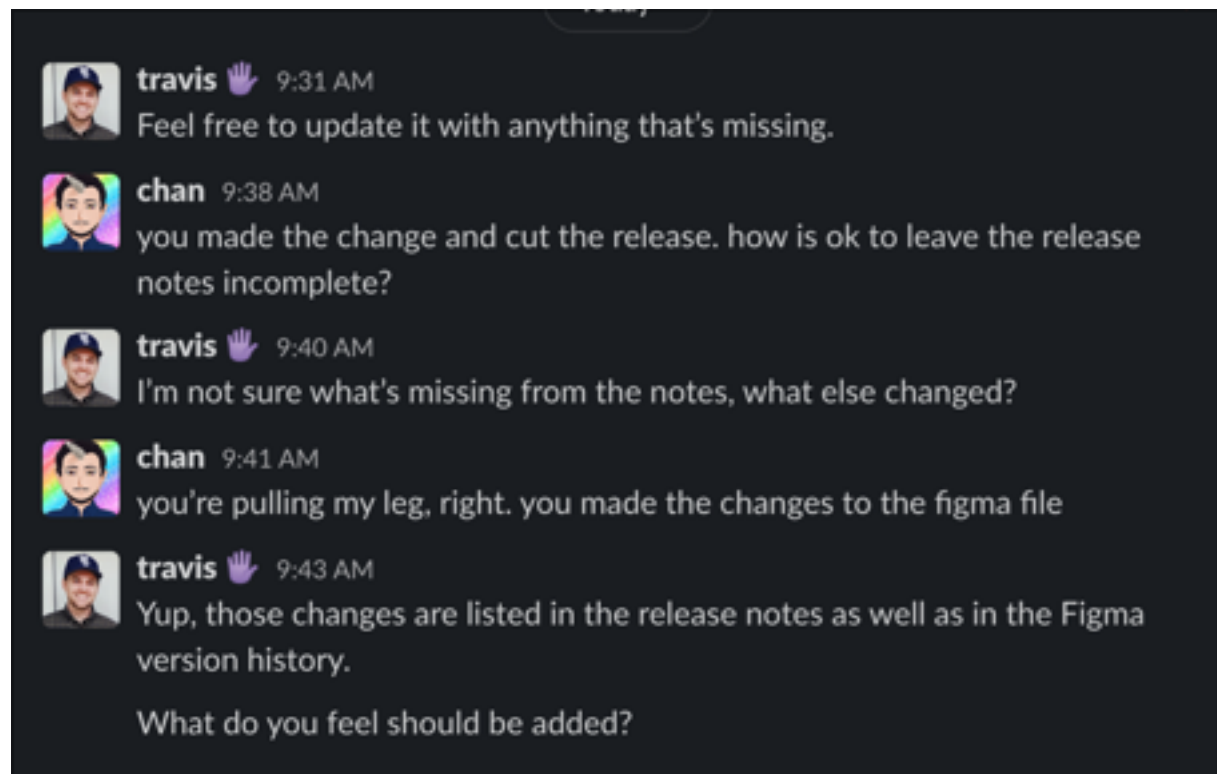 Today
travis 9:31 AM
Feel free to update it with anything that's missing.
chan 9:38 AM
you made the change and cut the release. how is ok to leave the release
notes incomplete?
travis 9:40 AM
I'm not sure what's missing from the notes, what else changed?
chan 9:41 AM
you're pulling my leg, right. you made the changes to the figma file
travis 9:43 AM
Yup, those changes are listed in the release notes as well as in the Figma
version history.
What do you feel should be added?